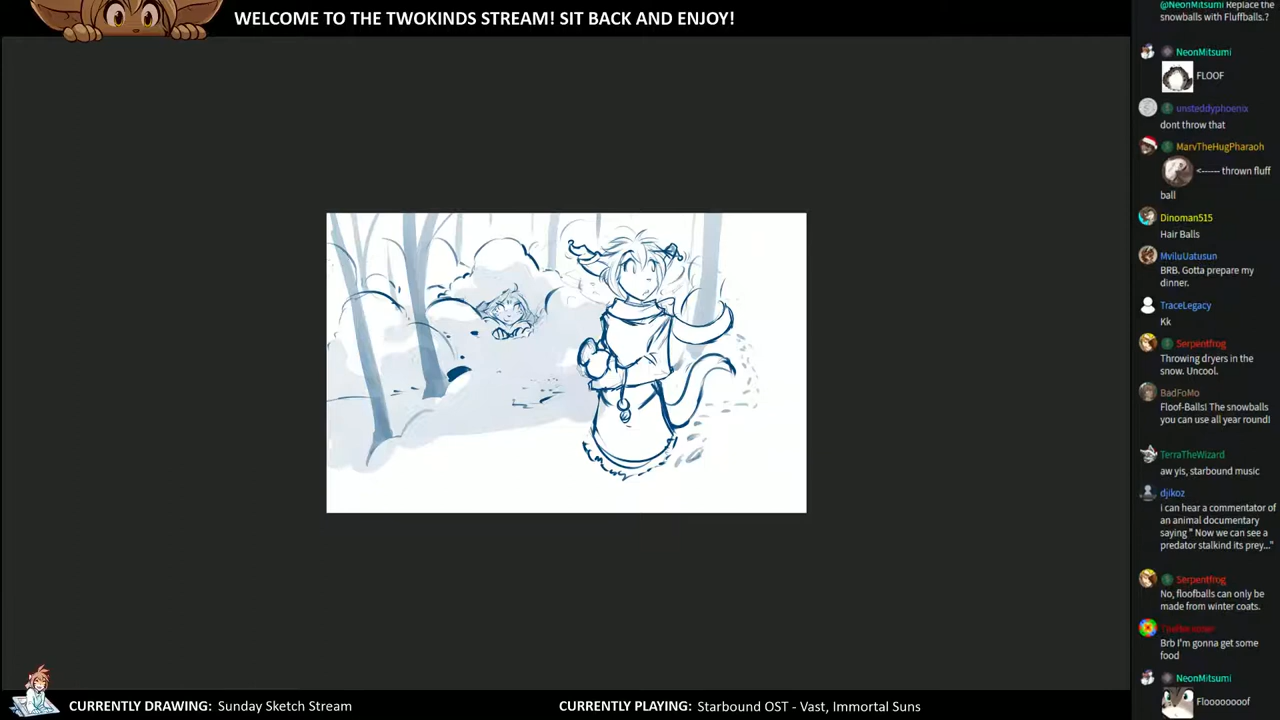 WELCOME TO THE TWOKINDS STREAM! SIT BACK AND ENJOY!
@NeonMitsumi Replace the
snowballs with Fluffballs.?
NeonMitsumi
FLOOF
unsteddyphoenix
dont throw that
MarvTheHugPharaoh
<------ thrown fluff
ball
Dinoman515
Hair Balls
MviluUatusun
BRB. Gotta prepare my
dinner.
TraceLegacy
Kk
Serpentfrog
Throwing dryers in the
snow. Uncool.
BadFoMo
Floof-Balls! The snowballs
you can use all year round!
TerraTheWizard
aw yis, starbound music
djikoz
i can hear a commentator of
an animal documentary
saying " Now we can see a
predator stalkind its prey..."
Serpentfrog
No, floofballs can only be
made from winter coats.
Brb I'm gonna get some
food
NeonMitsumi
Floooooooof
CURRENTLY DRAWING: Sunday Sketch Stream
CURRENTLY PLAYING: Starbound OST - Vast, Immortal Suns